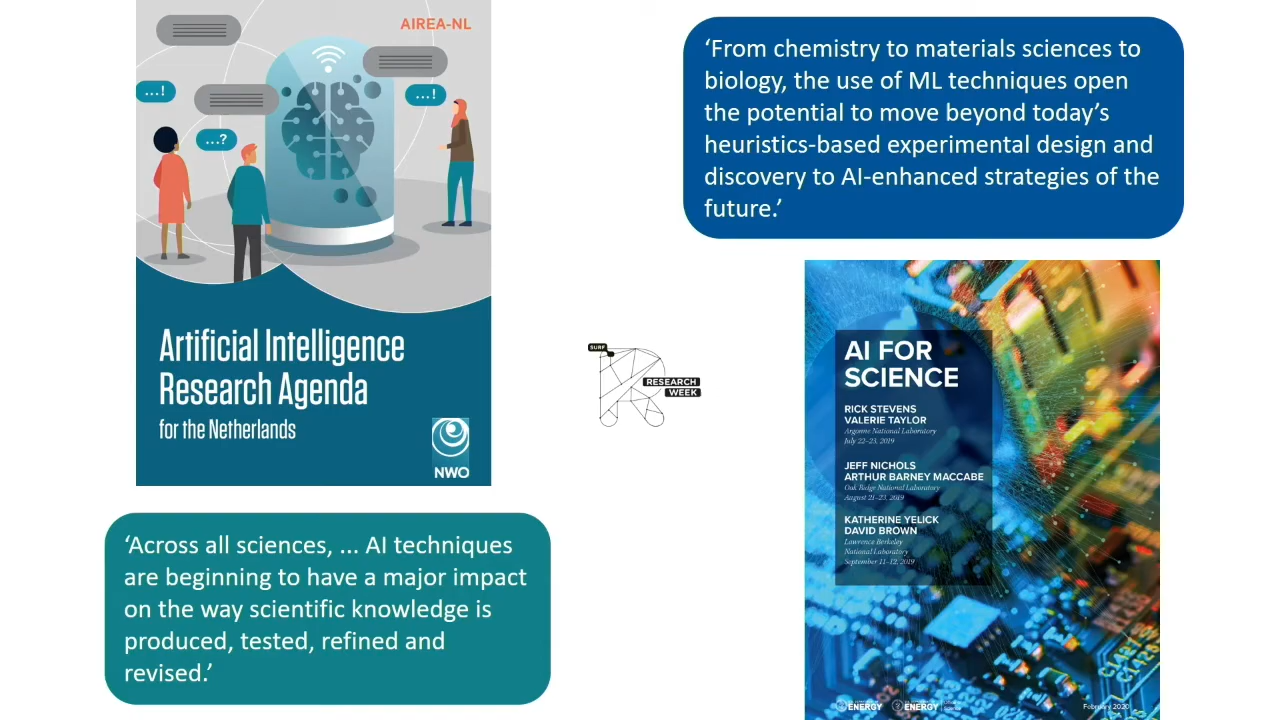 AIREA-NL
...!
...?
...!
Artificial Intelligence
Research Agenda
for the Netherlands
NWO
‘Across all sciences, ... AI techniques
are beginning to have a major impact
on the way scientific knowledge is
produced, tested, refined and
revised.’
SURF
RESEARCH
WEEK
‘From chemistry to materials sciences to
biology, the use of ML techniques open
the potential to move beyond today’s
heuristics-based experimental design and
discovery to AI-enhanced strategies of the
future.’
AI FOR
SCIENCE
RICK STEVENS
VALERIE TAYLOR
Argonne National Laboratory
July 22–23, 2019
JEFF NICHOLS
ARTHUR BARNEY MACCABE
Oak Ridge National Laboratory
August 21–23, 2019
KATHERINE YELICK
DAVID BROWN
Lawrence Berkeley
National Laboratory
September 11–12, 2019
ENERGY
ENERGY
February 2020